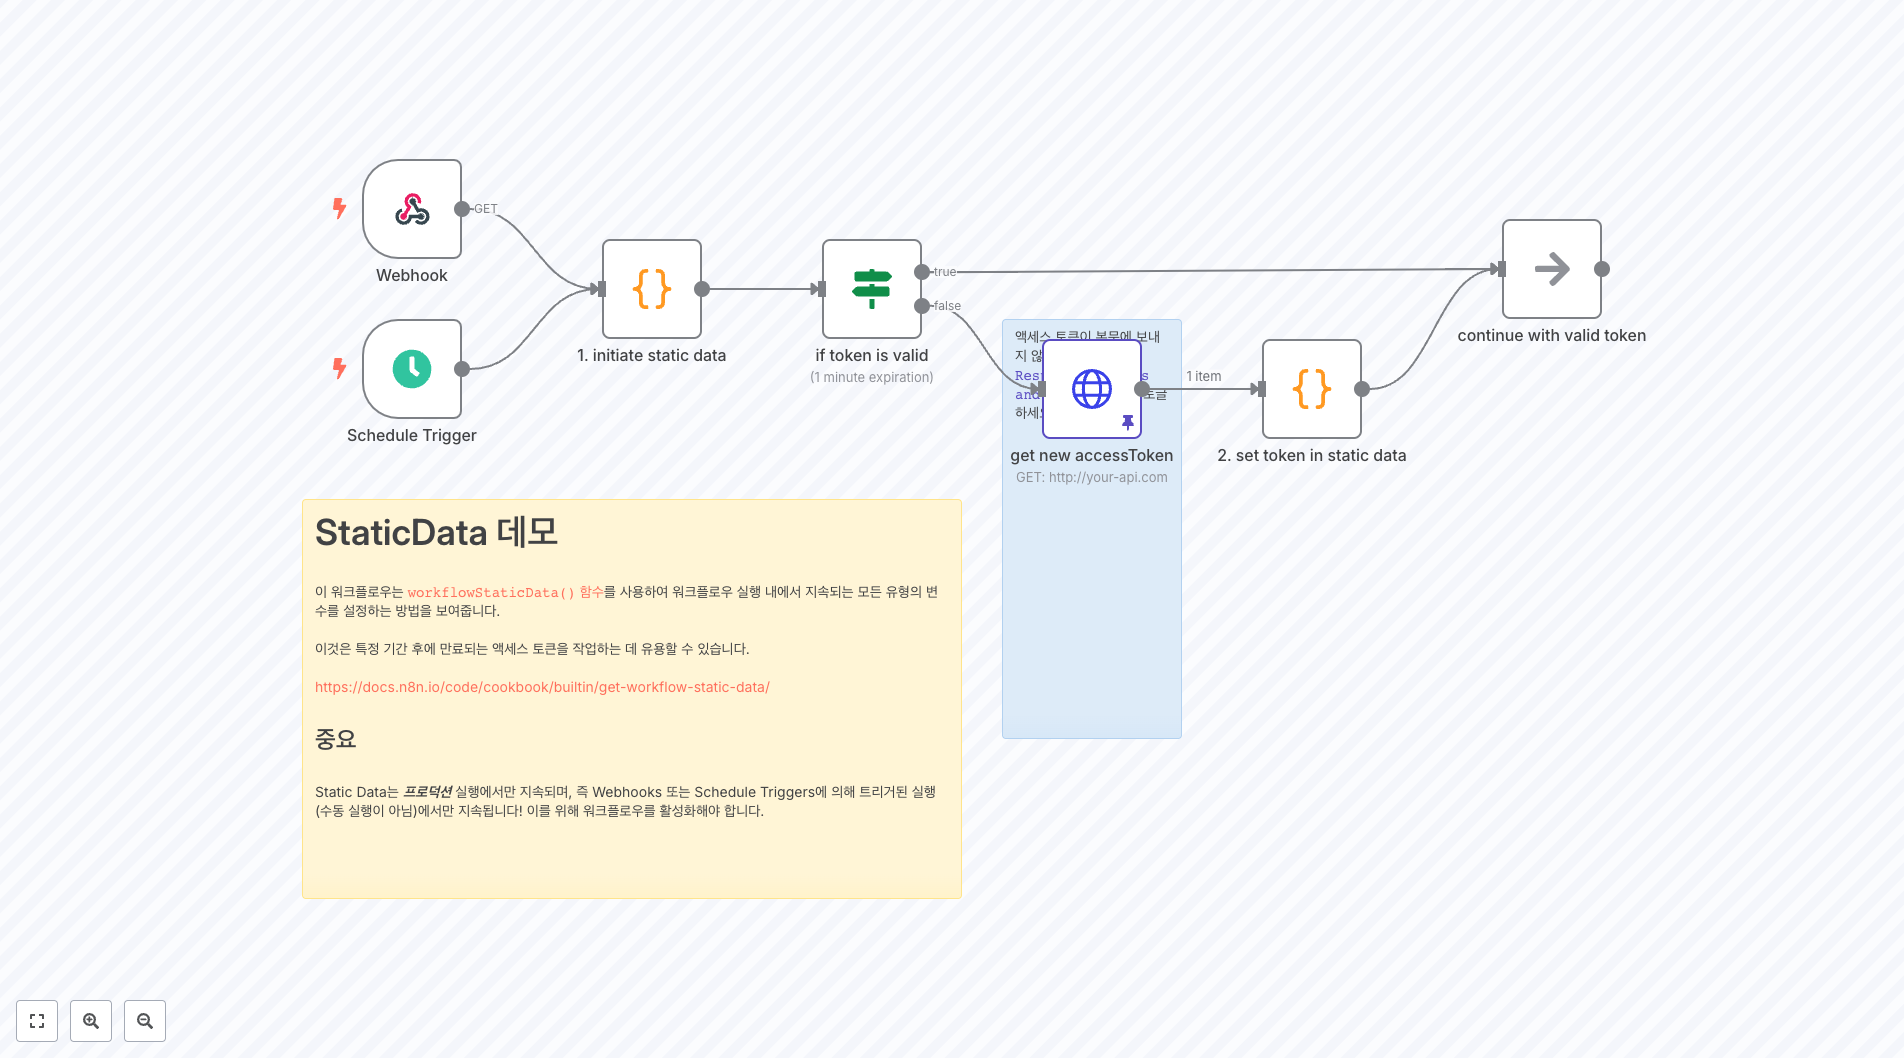 GET
Webhook
Schedule Trigger
1. initiate static data
true
false
if token is valid
(1 minute expiration)
액세스 토큰이 본문에 보내
지 않
and
하세
get new accessToken
GET: http://your-api.com
1 item
2. set token in static data
continue with valid token
StaticData 데모
이 워크플로우는 workflowStaticData() 함수를 사용하여 워크플로우 실행 내에서 지속되는 모든 유형의 변
수를 설정하는 방법을 보여줍니다.
이것은 특정 기간 후에 만료되는 액세스 토큰을 작업하는 데 유용할 수 있습니다.
https://docs.n8n.io/code/cookbook/builtin/get-workflow-static-data/
중요
Static Data는 프로덕션 실행에서만 지속되며, 즉 Webhooks 또는 Schedule Triggers에 의해 트리거된 실행
(수동 실행이 아님)에서만 지속됩니다! 이를 위해 워크플로우를 활성화해야 합니다.